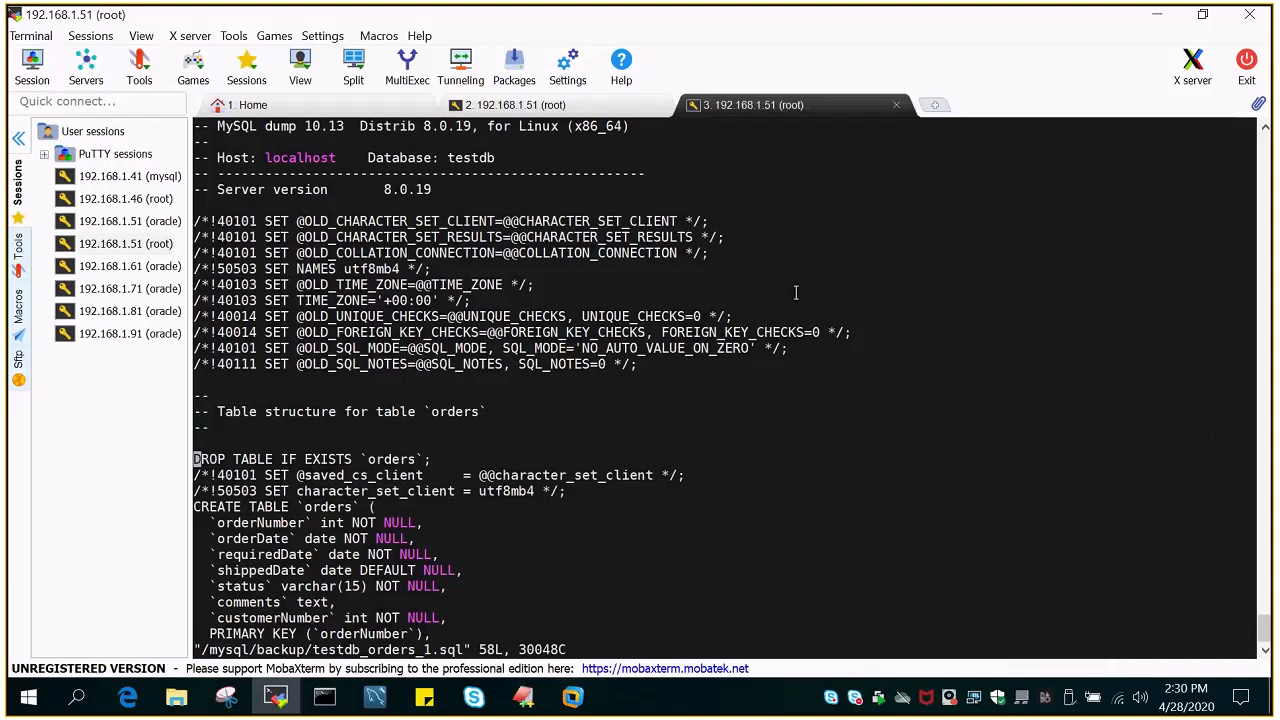 192.168.1.51 (root)
Terminal Sessions View X server Tools Games Settings Macros Help
Session Servers Tools Games Sessions View Split MultiExec Tunneling Packages Settings Help X server Exit
Quick connect... 1. Home 2. 192.168.1.51 (root) 3. 192.168.1.51 (root)
User sessions
PuTTY sessions
192.168.1.41 (mysql)
192.168.1.46 (root)
192.168.1.51 (oracle)
192.168.1.51 (root)
192.168.1.61 (oracle)
192.168.1.71 (oracle)
192.168.1.81 (oracle)
192.168.1.91 (oracle)
Sessions
Tools
Macros
Sftp
-- MySQL dump 10.13  Distrib 8.0.19, for Linux (x86_64)
--
-- Host: localhost    Database: testdb
-- ------------------------------------------------------
-- Server version       8.0.19
/*!40101 SET @OLD_CHARACTER_SET_CLIENT=@@CHARACTER_SET_CLIENT */;
/*!40101 SET @OLD_CHARACTER_SET_RESULTS=@@CHARACTER_SET_RESULTS */;
/*!40101 SET @OLD_COLLATION_CONNECTION=@@COLLATION_CONNECTION */;
/*!50503 SET NAMES utf8mb4 */;
/*!40103 SET @OLD_TIME_ZONE=@@TIME_ZONE */;
/*!40103 SET TIME_ZONE='+00:00' */;
/*!40014 SET @OLD_UNIQUE_CHECKS=@@UNIQUE_CHECKS, UNIQUE_CHECKS=0 */;
/*!40014 SET @OLD_FOREIGN_KEY_CHECKS=@@FOREIGN_KEY_CHECKS, FOREIGN_KEY_CHECKS=0 */;
/*!40101 SET @OLD_SQL_MODE=@@SQL_MODE, SQL_MODE='NO_AUTO_VALUE_ON_ZERO' */;
/*!40111 SET @OLD_SQL_NOTES=@@SQL_NOTES, SQL_NOTES=0 */;
--
-- Table structure for table `orders`
--
DROP TABLE IF EXISTS `orders`;
/*!40101 SET @saved_cs_client     = @@character_set_client */;
/*!50503 SET character_set_client = utf8mb4 */;
CREATE TABLE `orders` (
`orderNumber` int NOT NULL,
`orderDate` date NOT NULL,
`requiredDate` date NOT NULL,
`shippedDate` date DEFAULT NULL,
`status` varchar(15) NOT NULL,
`comments` text,
`customerNumber` int NOT NULL,
PRIMARY KEY (`orderNumber`),
"/mysql/backup/testdb_orders_1.sql" 58L, 30048C
UNREGISTERED VERSION - Please support MobaXterm by subscribing to the professional edition here: https://mobaxterm.mobatek.net
2:30 PM
4/28/2020